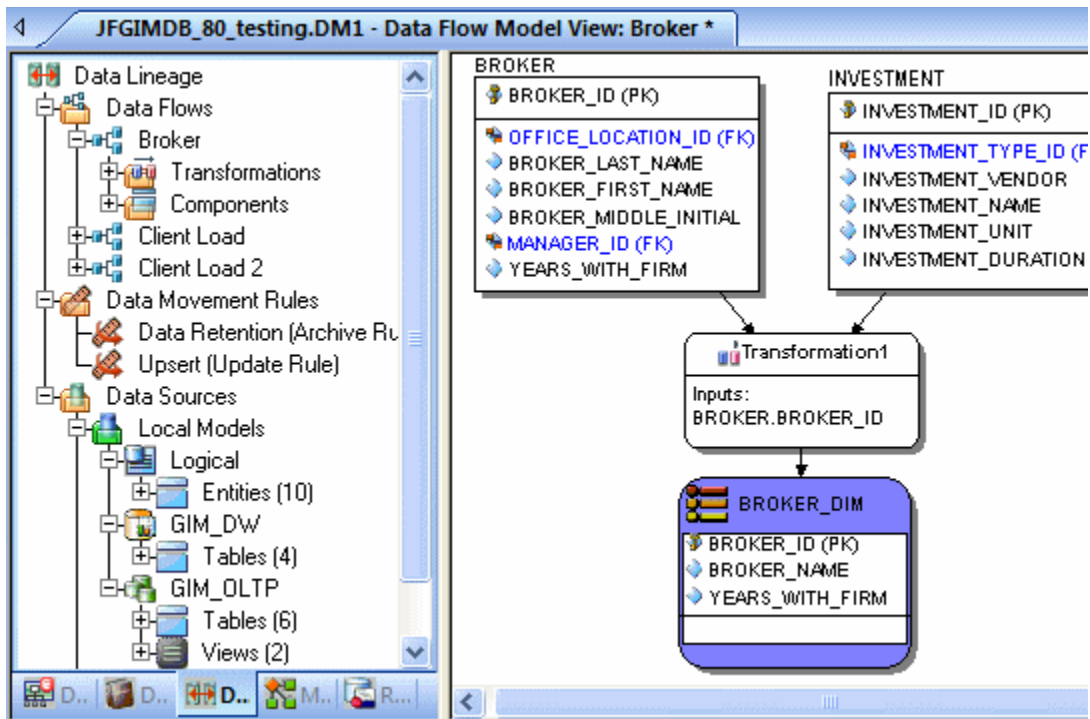 JFGIMDB_80_testing.DM1 - Data Flow Model View: Broker *
Data Lineage
Data Flows
Broker
Transformations
Components
Client Load
Client Load 2
Data Movement Rules
Data Retention (Archive Ru
Upsert (Update Rule)
Data Sources
Local Models
Logical
Entities (10)
GIM_DW
Tables (4)
GIM_OLTP
Tables (6)
Views (2)
D.. D.. D.. M.. R...
BROKER
BROKER_ID (PK)
OFFICE_LOCATION_ID (FK)
BROKER_LAST_NAME
BROKER_FIRST_NAME
BROKER_MIDDLE_INITIAL
MANAGER_ID (FK)
YEARS_WITH_FIRM
INVESTMENT
INVESTMENT_ID (PK)
INVESTMENT_TYPE_ID (F
INVESTMENT_VENDOR
INVESTMENT_NAME
INVESTMENT_UNIT
INVESTMENT_DURATION
Transformation1
Inputs:
BROKER.BROKER_ID
BROKER_DIM
BROKER_ID (PK)
BROKER_NAME
YEARS_WITH_FIRM